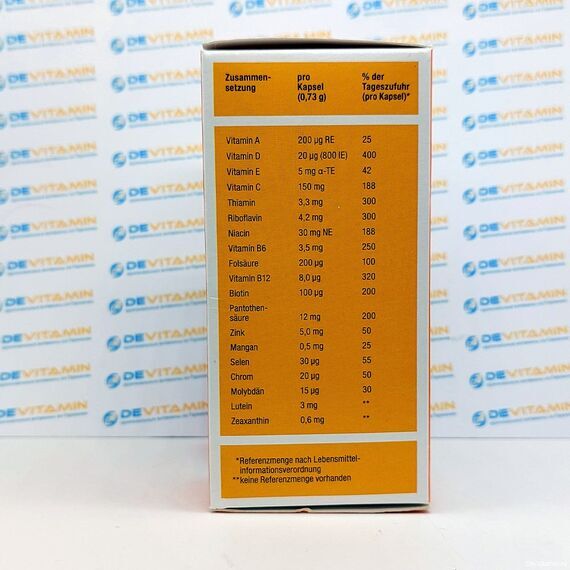 Zusammen- pro % der
setzung Kapsel Tageszufuhr
(0,73 g) (pro Kapsel)*
Vitamin A 200 µg RE 25
Vitamin D 20 µg (800 IE) 400
Vitamin E 5 mg α-TE 42
Vitamin C 150 mg 188
Thiamin 3,3 mg 300
Riboflavin 4,2 mg 300
Niacin 30 mg NE 188
Vitamin B6 3,5 mg 250
Folsäure 200 µg 100
Vitamin B12 8,0 µg 320
Biotin 100 µg 200
Pantothen-
säure 12 mg 200
Zink 5,0 mg 50
Mangan 0,5 mg 25
Selen 30 µg 55
Chrom 20 µg 50
Molybdän 15 µg 30
Lutein 3 mg **
Zeaxanthin 0,6 mg **
*Referenzmenge nach Lebensmittel-
informationsverordnung
**keine Referenzmenge vorhanden
DEVITAMIN